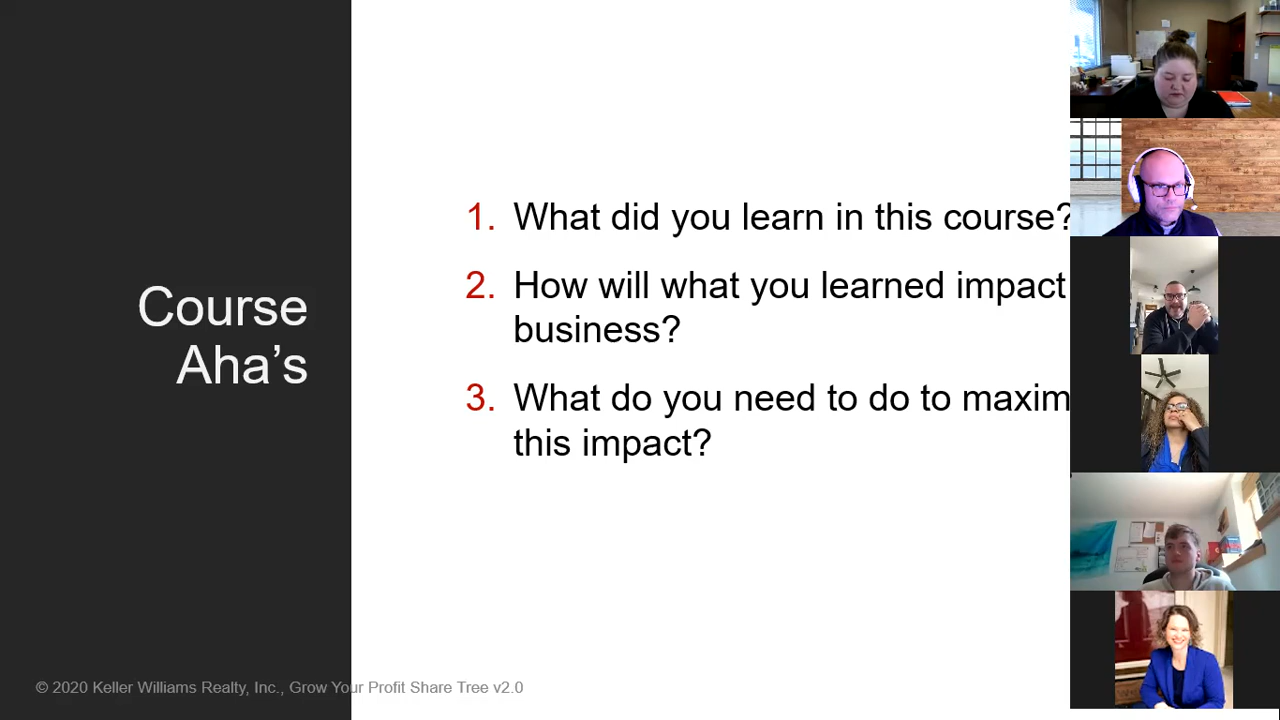 Course
Aha's
1. What did you learn in this course?
2. How will what you learned impact
business?
3. What do you need to do to maxim
this impact?
© 2020 Keller Williams Realty, Inc., Grow Your Profit Share Tree v2.0